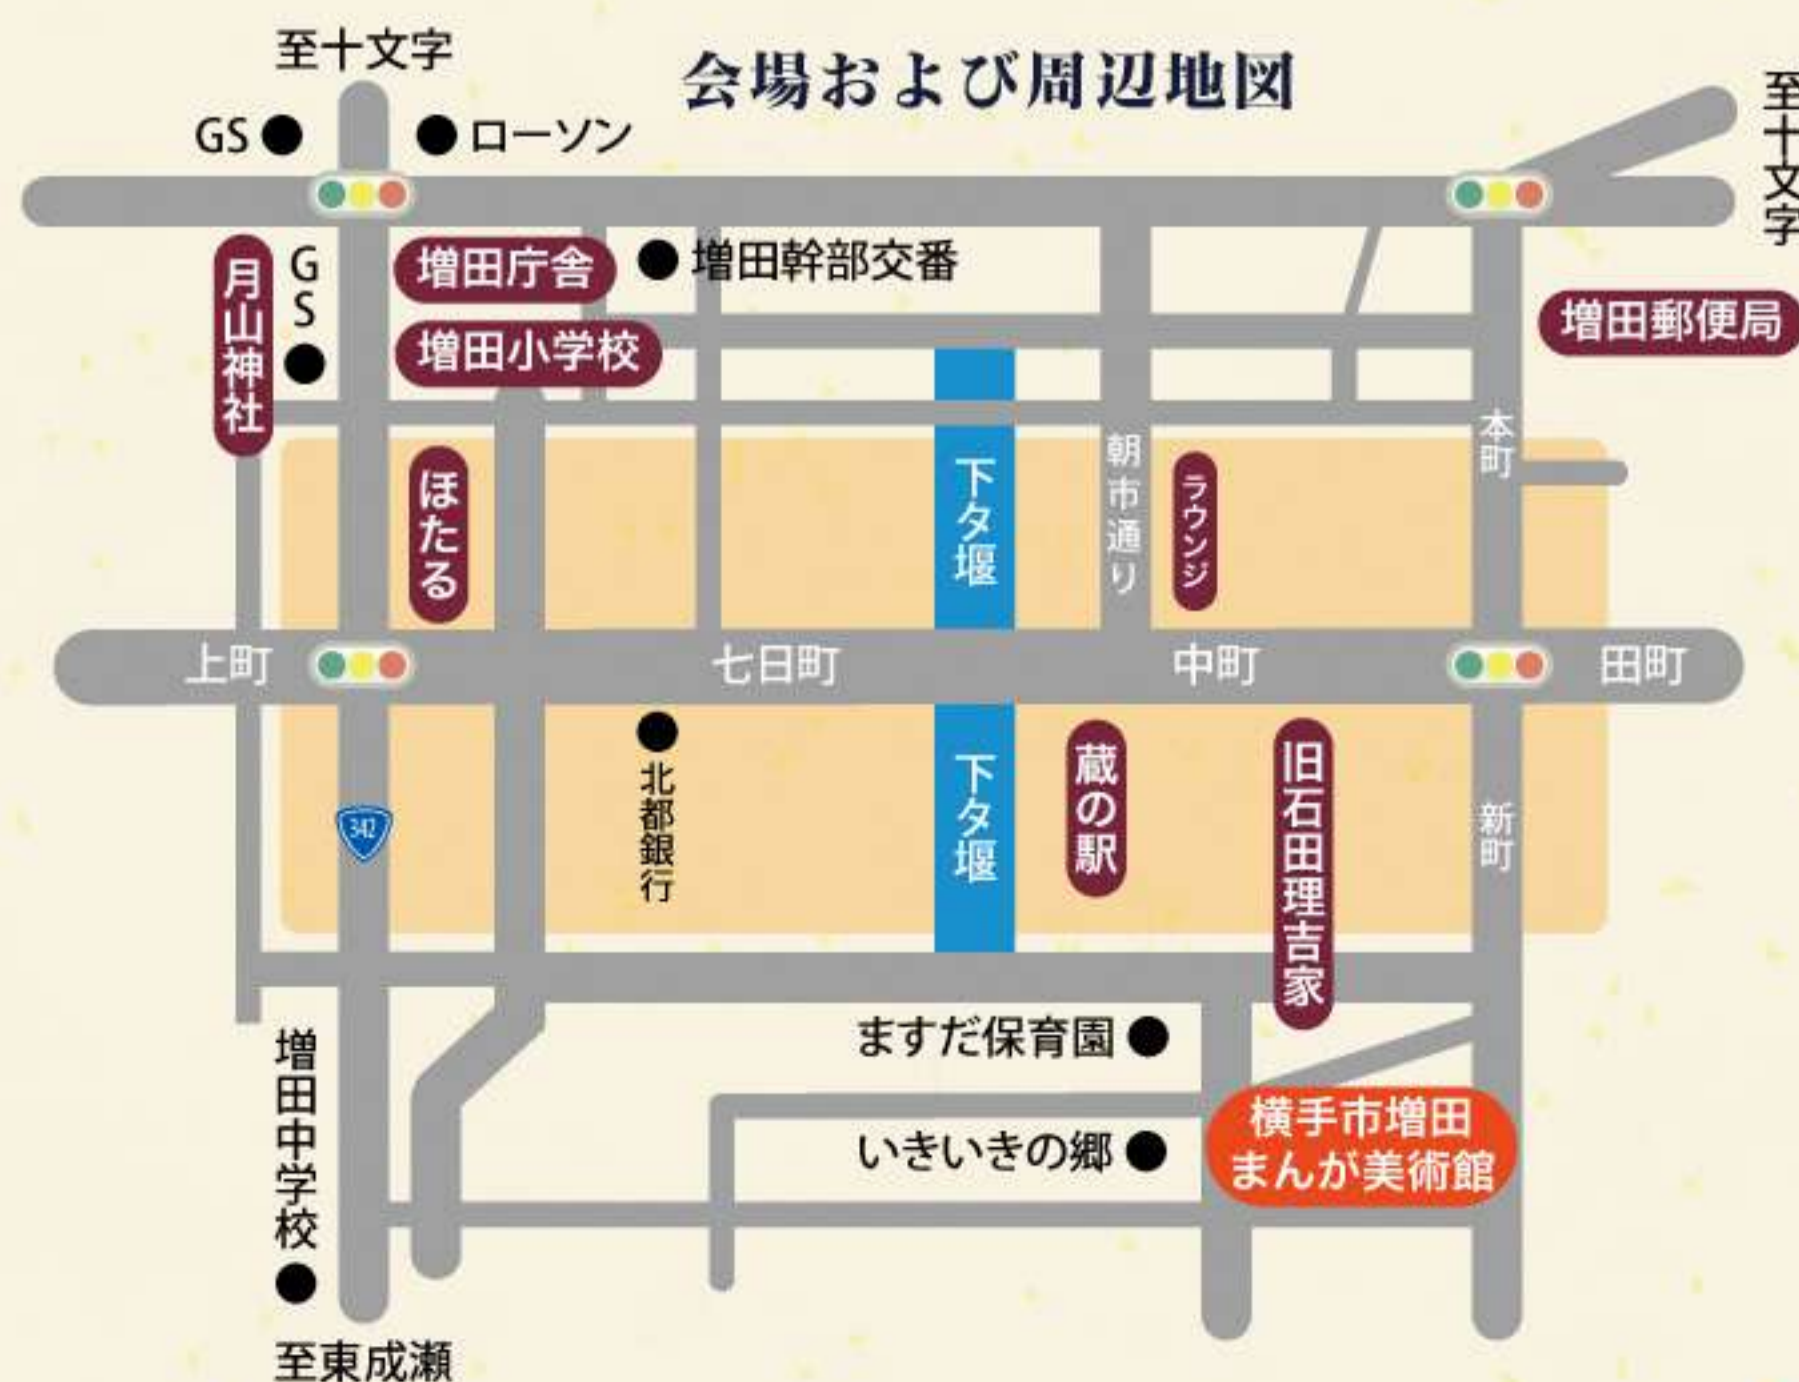 会場および周辺地図
至十文字
至十文字
GS
ローソン
月山神社
GS
増田庁舎
増田幹部交番
増田小学校
増田郵便局
本町
ほたる
下タ堰
朝市通り
ラウンジ
上町
七日町
中町
田町
342
北都銀行
下タ堰
蔵の駅
旧石田理吉家
新町
増田中学校
ますだ保育園
いきいきの郷
横手市増田
まんが美術館
至東成瀬